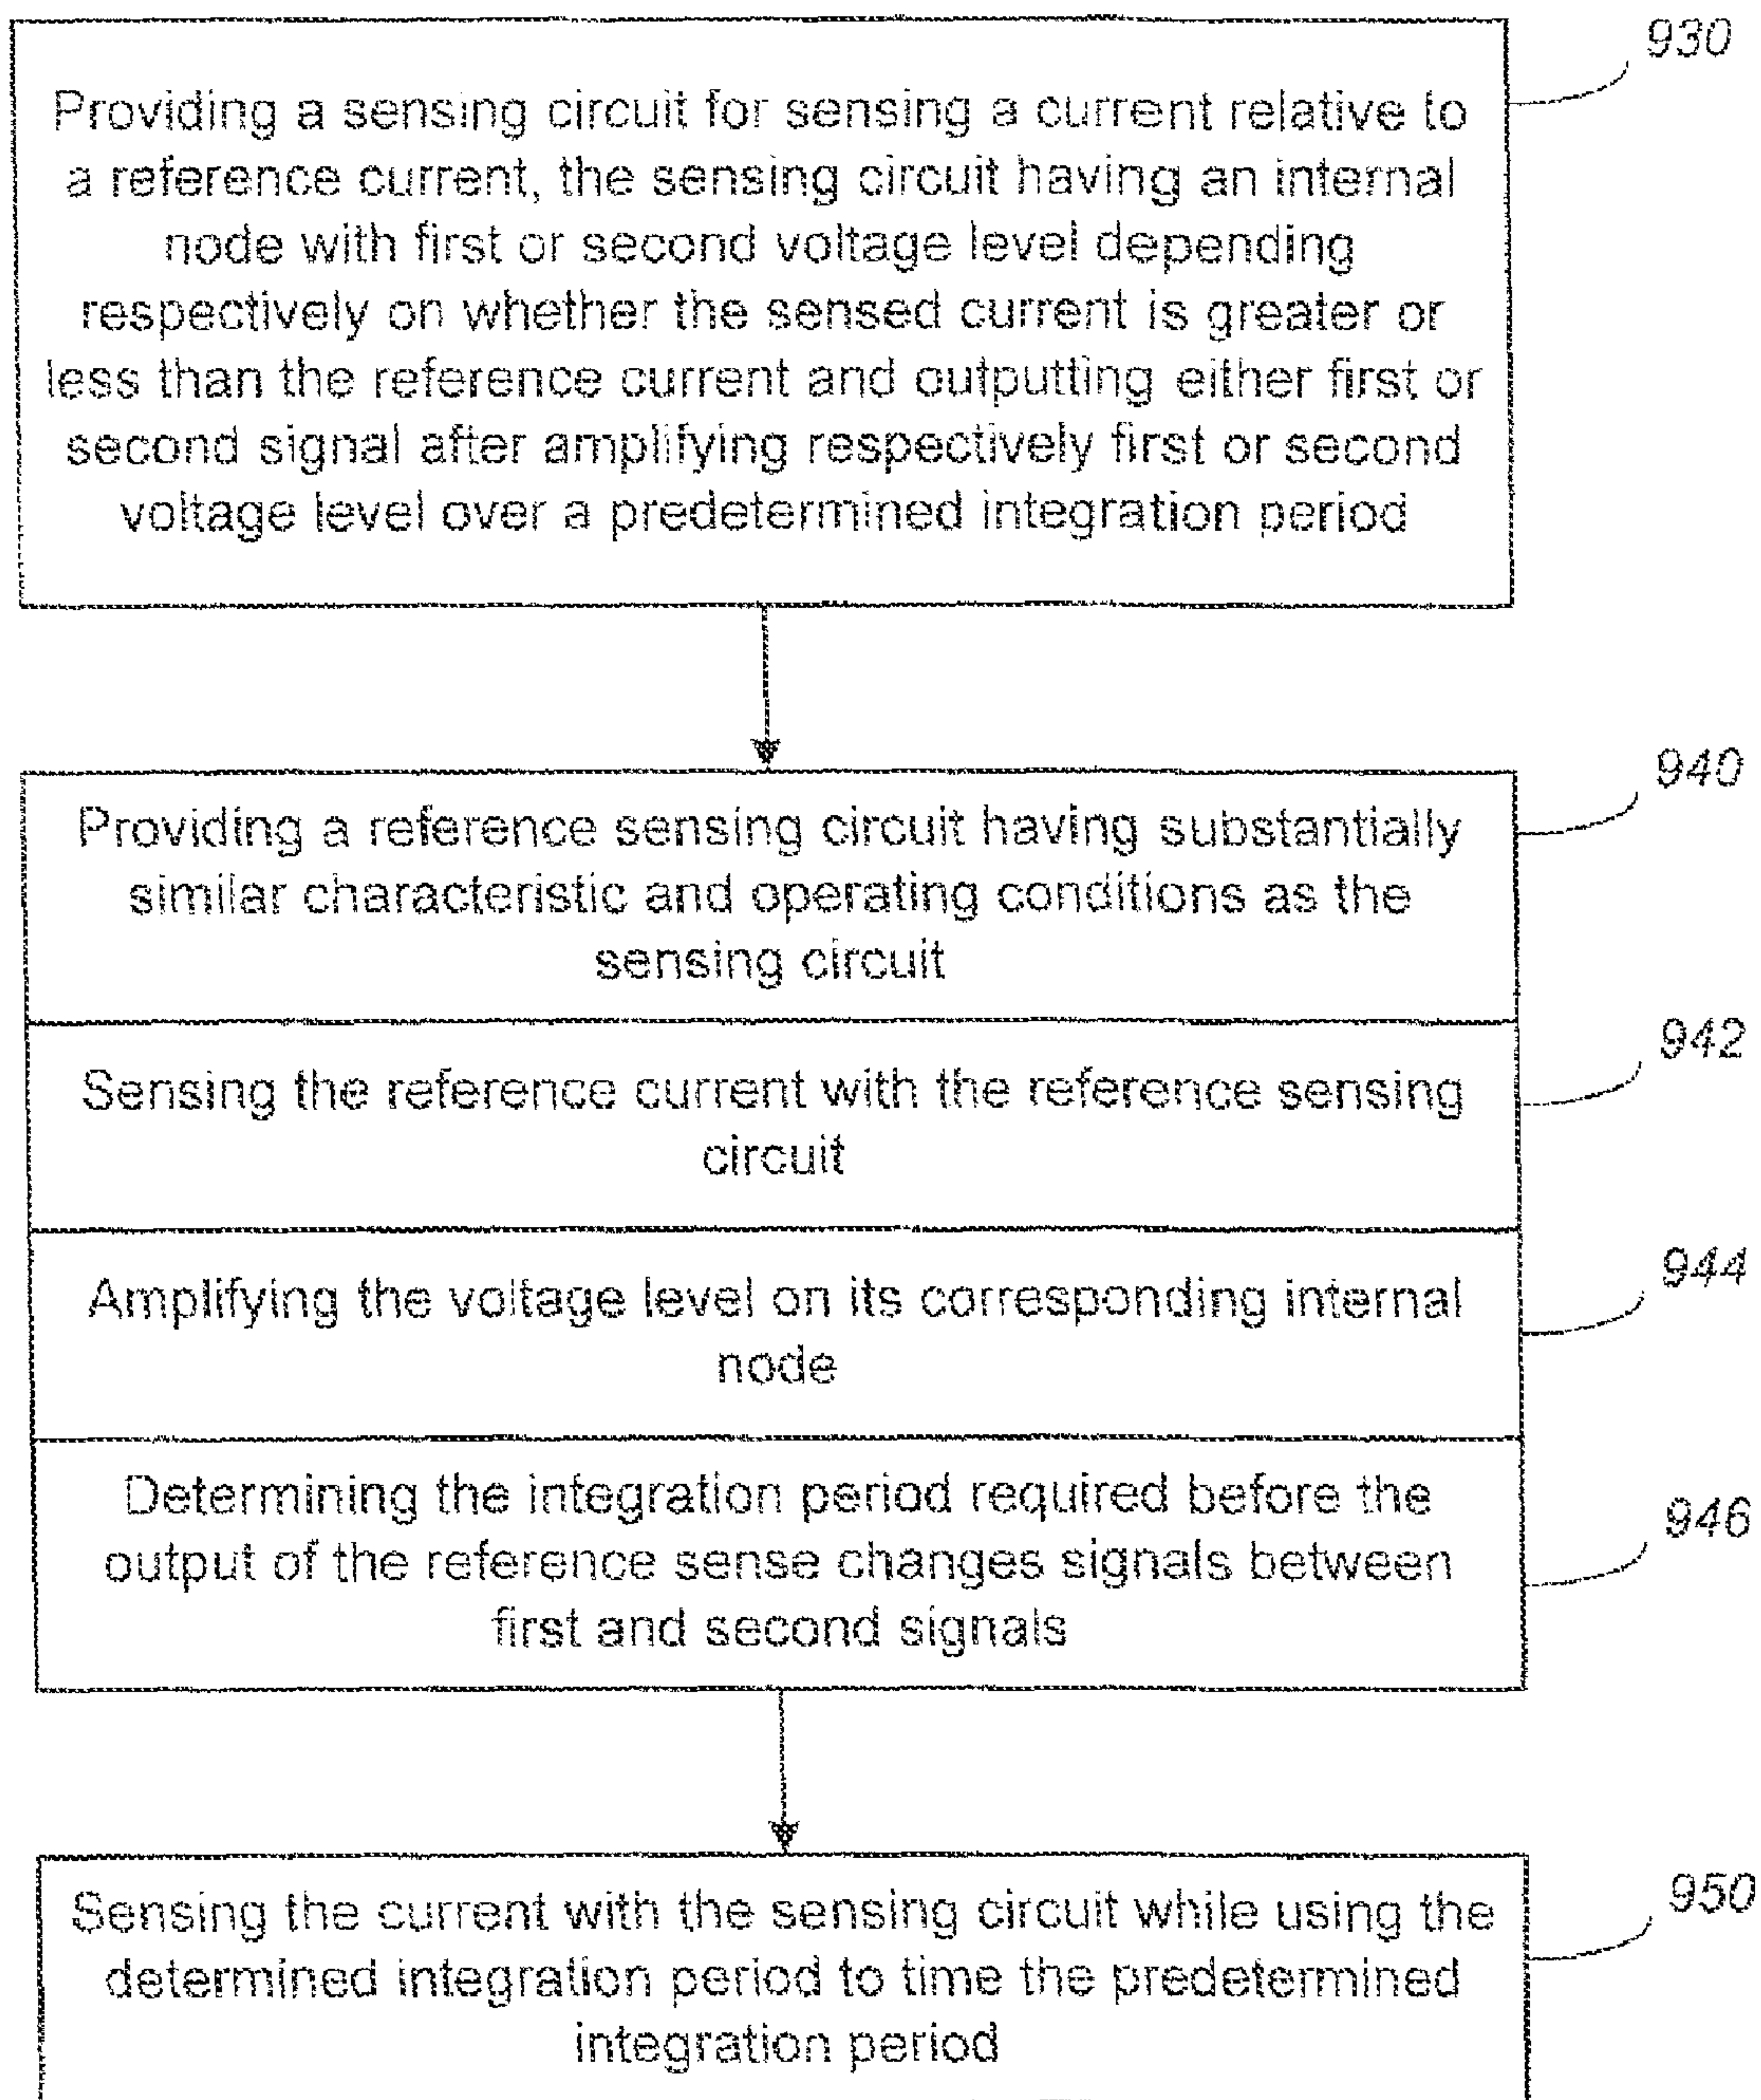 930
Providing a sensing circuit for sensing a current relative to
a reference current, the sensing circuit having an internal
node with first or second voltage level depending
respectively on whether the sensed current is greater or
less than the reference current and outputting either first or
second signal after amplifying respectively first or second
voltage level over a predetermined integration period
940
Providing a reference sensing circuit having substantially
similar characteristic and operating conditions as the
sensing circuit
942
Sensing the reference current with the reference sensing
circuit
944
Amplifying the voltage level on its corresponding internal
node
946
Determining the integration period required before the
output of the reference sense changes signals between
first and second signals
950
Sensing the current with the sensing circuit while using the
determined integration period to time the predetermined
integration period